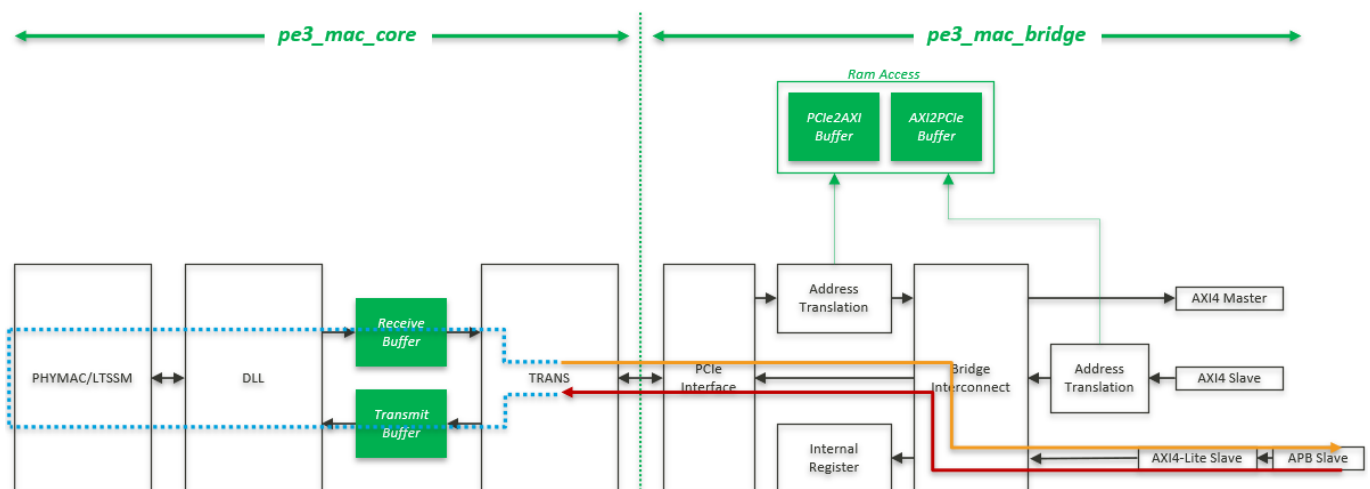 pe3_mac_core
pe3_mac_bridge
Ram Access
PCIe2AXI
Buffer
AXI2PCIe
Buffer
Receive
Buffer
Address
Translation
AXI4 Master
PHYMAC/LTSSM
DLL
TRANS
PCIe
Interface
Bridge
Interconnect
Address
Translation
AXI4 Slave
Transmit
Buffer
Internal
Register
AXI4-Lite Slave
APB Slave